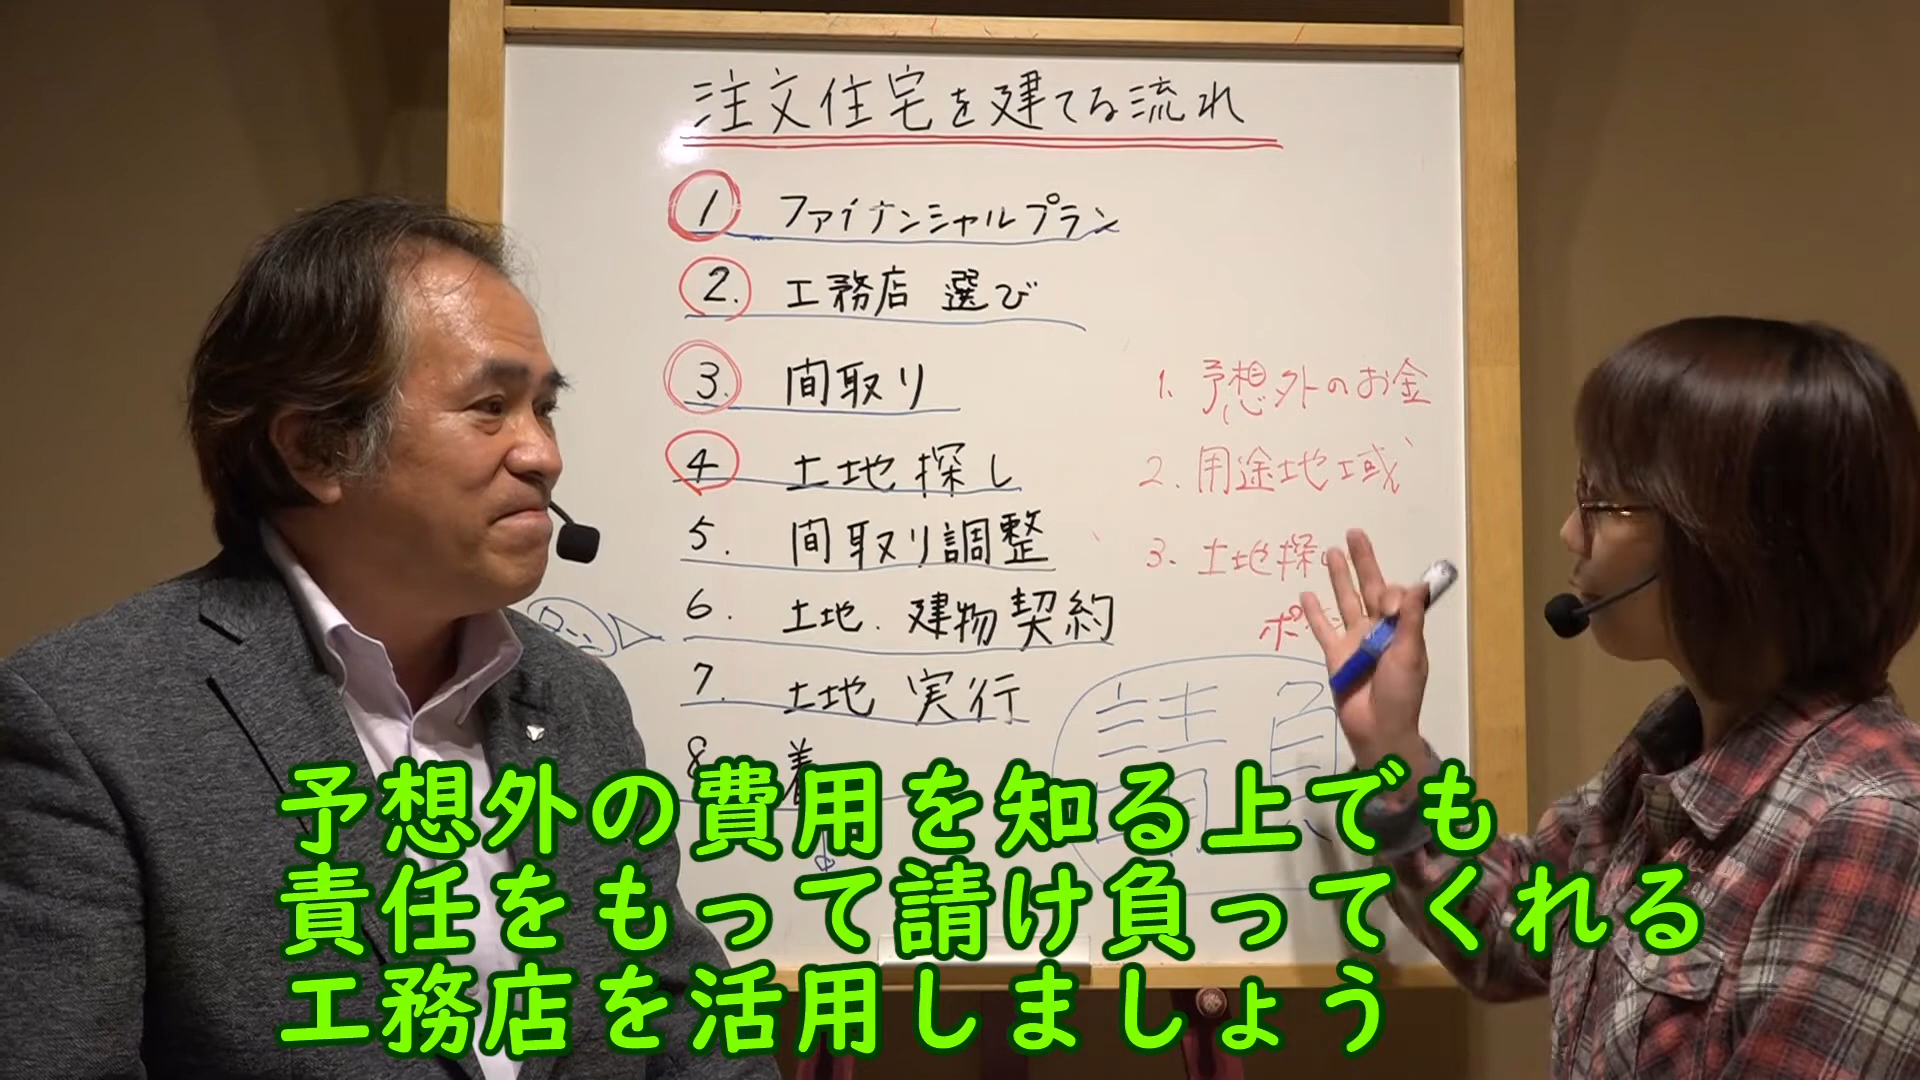 注文住宅を建てる流れ
1 ファイナンシャルプラン
2. 工務店 選び
3. 間取り
4 土地探し
5. 間取り調整
6. 土地.建物契約
7. 土地 実行
8. 着
1. 予想外のお金
2. 用途地域
3. 土地探し
ポ
請負
予想外の費用を知る上でも
責任をもって請け負ってくれる
工務店を活用しましょう